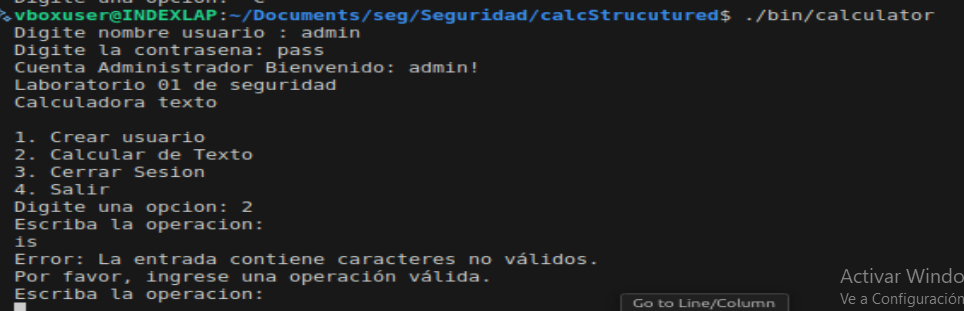 vboxuser@INDEXLAP:~/Documents/seg/Seguridad/calcStrucutured$ ./bin/calculator
Digite nombre usuario : admin
Digite la contrasena: pass
Cuenta Administrador Bienvenido: admin!
Laboratorio 01 de seguridad
Calculadora texto
1. Crear usuario
2. Calcular de Texto
3. Cerrar Sesion
4. Salir
Digite una opcion: 2
Escriba la operacion:
is
Error: La entrada contiene caracteres no válidos.
Por favor, ingrese una operación válida.
Escriba la operacion:
Go to Line/Column
Activar Windo
Ve a Configuración